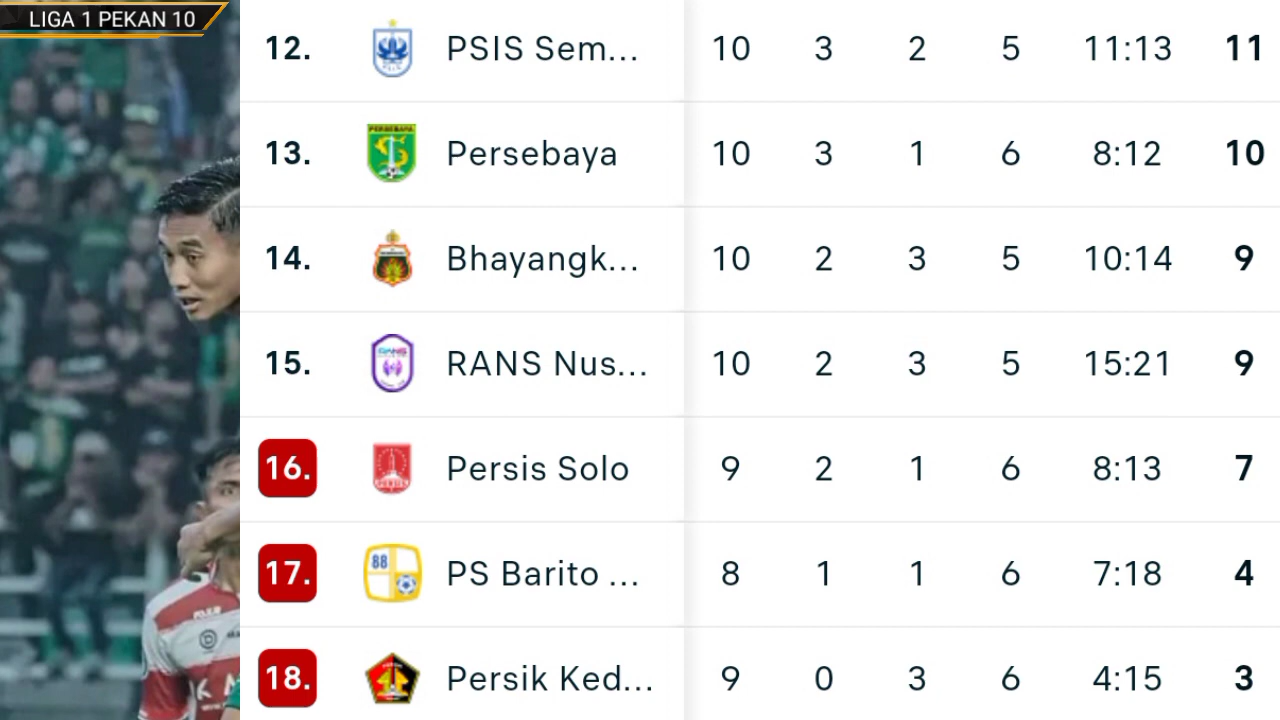 LIGA 1 PEKAN 10
12. PSIS Sem... 10 3 2 5 11:13 11
13. PERSEBAYA Persebaya 10 3 1 6 8:12 10
14. Bhayangk... 10 2 3 5 10:14 9
15. RANS Nus... 10 2 3 5 15:21 9
16. PERSIS Persis Solo 9 2 1 6 8:13 7
17. 88 PS Barito ... 8 1 1 6 7:18 4
18. Persik Ked... 9 0 3 6 4:15 3